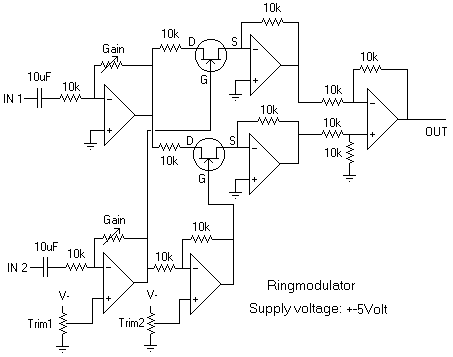 10k
10k
D
S
Gain
10k
G
10uF
10k
IN 1
10k
10k
10k
D
S
10k
OUT
10k
10k
G
Gain
10k
10uF
10k
10k
IN 2
V-
V-
Ringmodulator
Trim1
Trim2
Supply voltage: +-5Volt